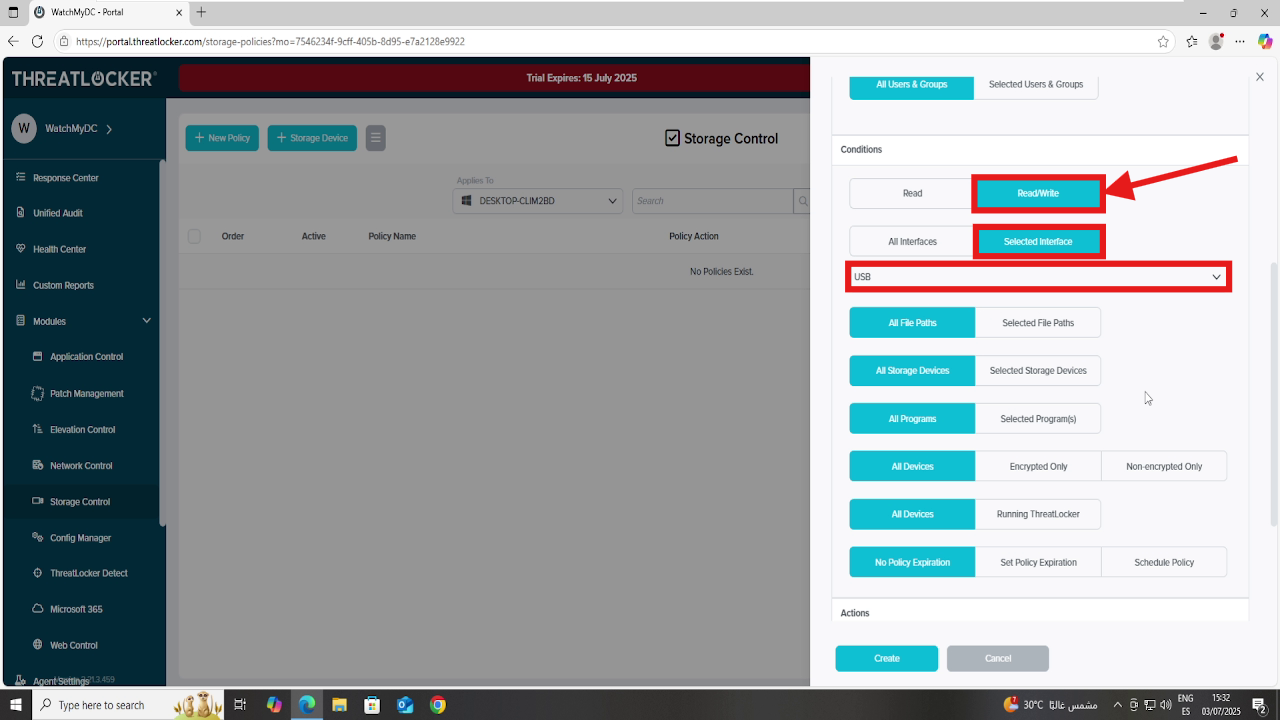 WatchMyDC - Portal
https://portal.threatlocker.com/storage-policies?mo=7546234f-9cff-405b-8d95-e7a2128e9922
THREATLOCKER
Trial Expires: 15 July 2025
W WatchMyDC
Response Center
Unified Audit
Health Center
Custom Reports
Modules
Application Control
Patch Management
Elevation Control
Network Control
Storage Control
Config Manager
ThreatLocker Detect
Microsoft 365
Web Control
Agent Settings
+ New Policy + Storage Device
Storage Control
Applies To
DESKTOP-CLIM2BD Search
Order Active Policy Name Policy Action
No Policies Exist.
X
All Users & Groups Selected Users & Groups
Conditions
Read Read/Write
All Interfaces Selected Interface
USB
All File Paths Selected File Paths
All Storage Devices Selected Storage Devices
All Programs Selected Program(s)
All Devices Encrypted Only Non-encrypted Only
All Devices Running ThreatLocker
No Policy Expiration Set Policy Expiration Schedule Policy
Actions
Create Cancel
Type here to search
30°C ENG 15:32
ES 03/07/2025